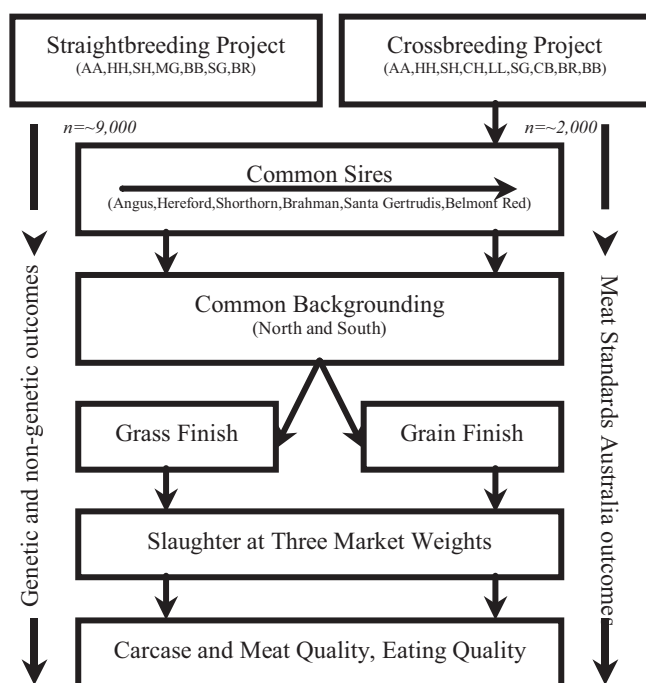 Straightbreeding Project
(AA,HH,SH,MG,BB,SG,BR)
Crossbreeding Project
(AA,HH,SH,CH,LL,SG,CB,BR,BB)
n=~9,000
n=~2,000
Common Sires
(Angus,Hereford,Shorthorn,Brahman,Santa Gertrudis,Belmont Red)
Common Backgrounding
(North and South)
Grass Finish
Grain Finish
Slaughter at Three Market Weights
Carcase and Meat Quality, Eating Quality
Genetic and non-genetic outcomes
Meat Standards Australia outcomes